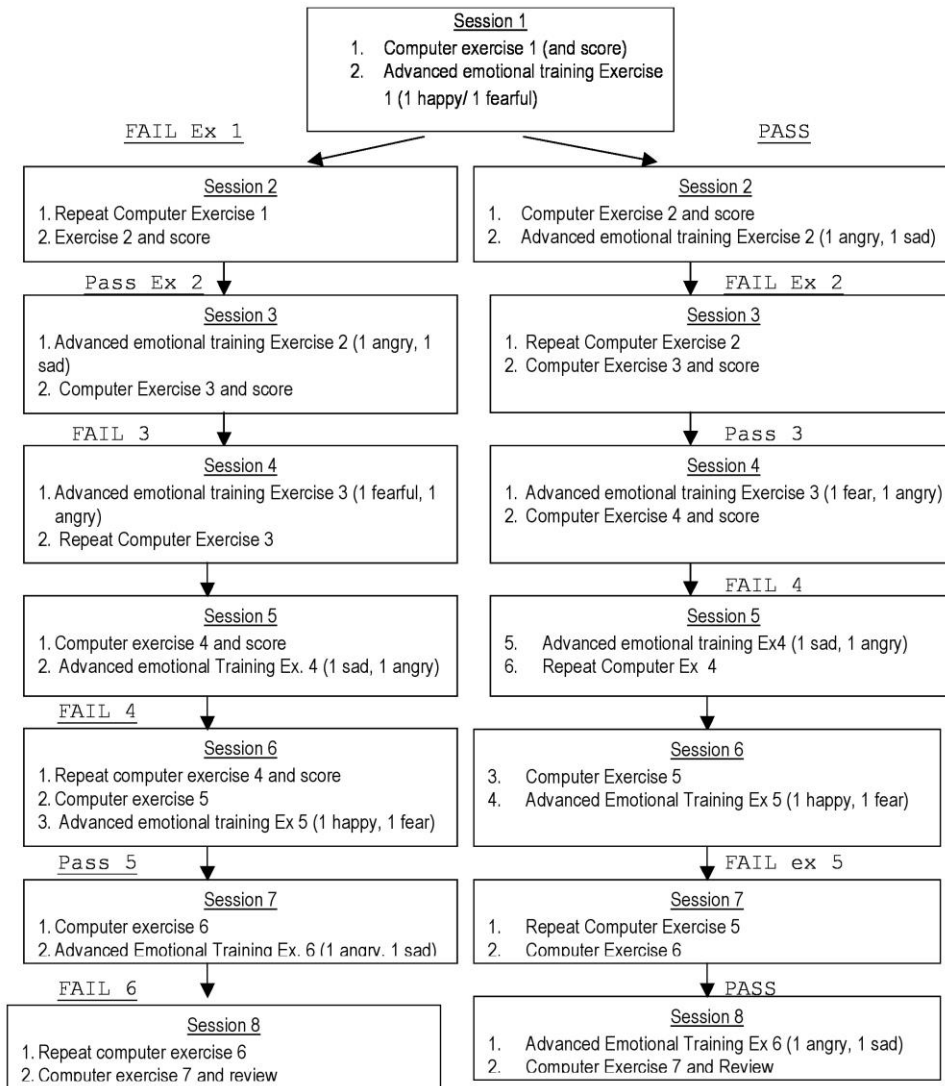 Session 1
1. Computer exercise 1 (and score)
2. Advanced emotional training Exercise
1 (1 happy/ 1 fearful)
FAIL Ex 1
PASS
Session 2
1. Repeat Computer Exercise 1
2. Exercise 2 and score
Session 2
1. Computer Exercise 2 and score
2. Advanced emotional training Exercise 2 (1 angry, 1 sad)
Pass Ex 2
FAIL Ex 2
Session 3
1. Advanced emotional training Exercise 2 (1 angry, 1
sad)
2. Computer Exercise 3 and score
Session 3
1. Repeat Computer Exercise 2
2. Computer Exercise 3 and score
FAIL 3
Pass 3
Session 4
1. Advanced emotional training Exercise 3 (1 fearful, 1
angry)
2. Repeat Computer Exercise 3
Session 4
1. Advanced emotional training Exercise 3 (1 fear, 1 angry)
2. Computer Exercise 4 and score
FAIL 4
Session 5
1. Computer exercise 4 and score
2. Advanced emotional Training Ex. 4 (1 sad, 1 angry)
Session 5
5. Advanced emotional training Ex4 (1 sad, 1 angry)
6. Repeat Computer Ex 4
FAIL 4
Session 6
1. Repeat computer exercise 4 and score
2. Computer exercise 5
3. Advanced emotional training Ex 5 (1 happy, 1 fear)
Session 6
3. Computer Exercise 5
4. Advanced Emotional Training Ex 5 (1 happy, 1 fear)
Pass 5
FAIL ex 5
Session 7
1. Computer exercise 6
2. Advanced Emotional Training Ex. 6 (1 angry, 1 sad)
Session 7
1. Repeat Computer Exercise 5
2. Computer Exercise 6
FAIL 6
PASS
Session 8
1. Repeat computer exercise 6
2. Computer exercise 7 and review
Session 8
1. Advanced Emotional Training Ex 6 (1 angry, 1 sad)
2. Computer Exercise 7 and Review